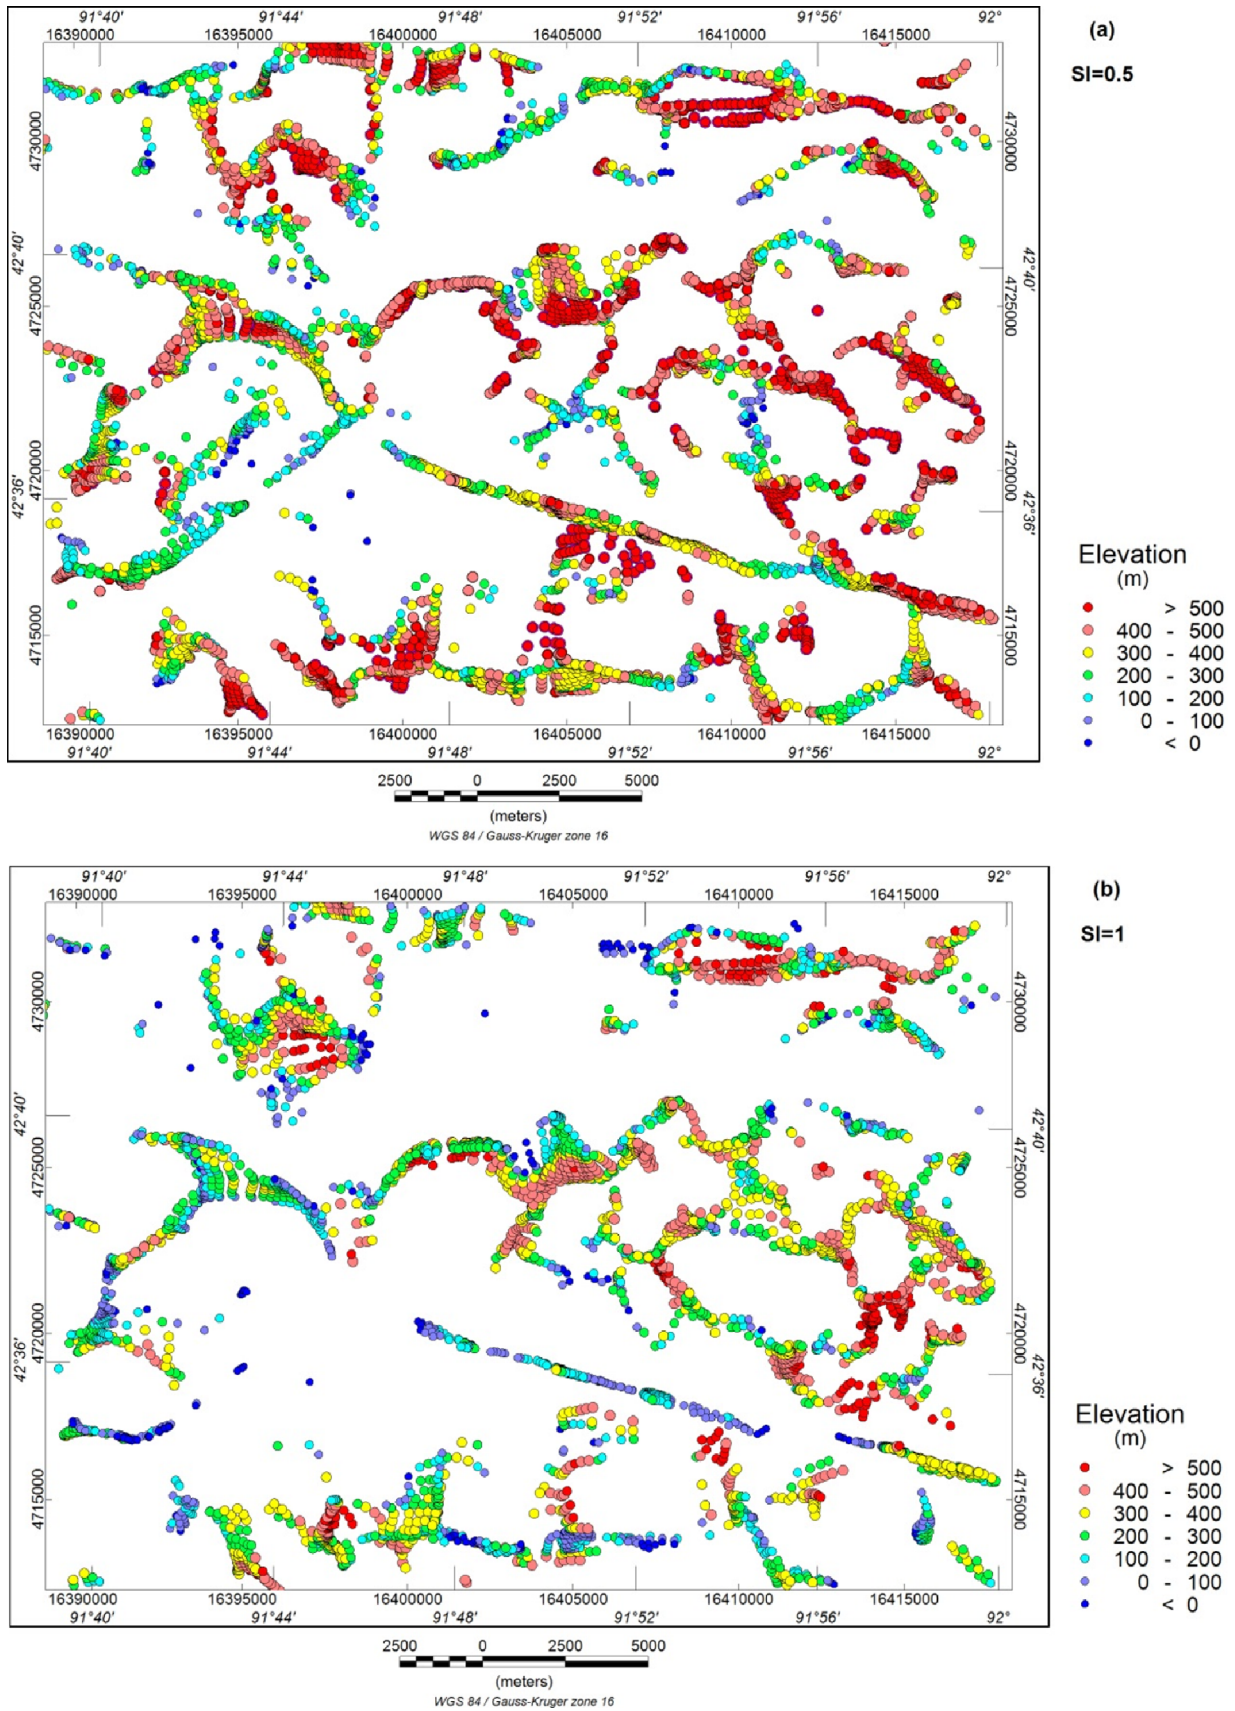 91°40' 91°44' 91°48' 91°52' 91°56' 92°
16390000 16395000 16400000 16405000 16410000 16415000
(a)
SI=0.5
4730000 4730000
42°40' 42°40'
4725000 4725000
4720000 4720000
42°36' 42°36'
4715000 4715000
Elevation
(m)
> 500
400 - 500
300 - 400
200 - 300
100 - 200
0 - 100
< 0
16390000 16395000 16400000 16405000 16410000 16415000
91°40' 91°44' 91°48' 91°52' 91°56' 92°
2500 0 2500 5000
(meters)
WGS 84 / Gauss-Kruger zone 16
91°40' 91°44' 91°48' 91°52' 91°56' 92°
16390000 16395000 16400000 16405000 16410000 16415000
(b)
SI=1
4730000 4730000
42°40' 42°40'
4725000 4725000
4720000 4720000
42°36' 42°36'
4715000 4715000
Elevation
(m)
> 500
400 - 500
300 - 400
200 - 300
100 - 200
0 - 100
< 0
16390000 16395000 16400000 16405000 16410000 16415000
91°40' 91°44' 91°48' 91°52' 91°56' 92°
2500 0 2500 5000
(meters)
WGS 84 / Gauss-Kruger zone 16